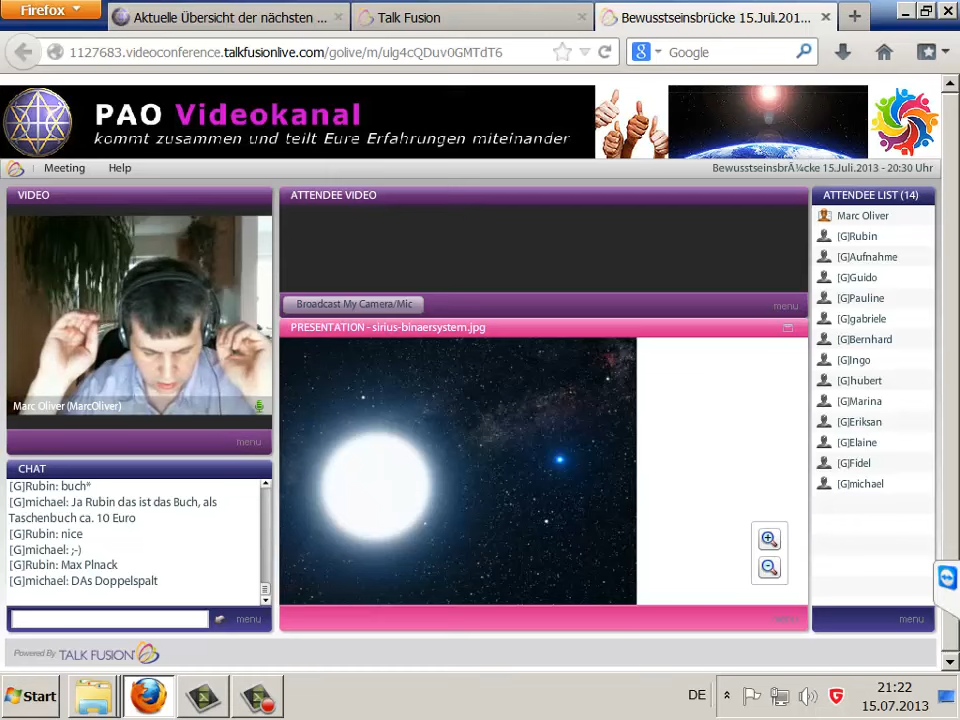 Firefox
Aktuelle Übersicht der nächsten ...
Talk Fusion
Bewusstseinsbrücke 15.Juli.201...
1127683.videoconference.talkfusionlive.com/golive/m/ulg4cQDuv0GMTdT6
Google
PAO Videokanal
kommt zusammen und teilt Eure Erfahrungen miteinander
Meeting
Help
BewusstseinsbrÃ¼cke 15.Juli.2013 - 20:30 Uhr
VIDEO
Marc Oliver (MarcOliver)
menu
CHAT
[G]Rubin: buch*
[G]michael: Ja Rubin das ist das Buch, als
Taschenbuch ca. 10 Euro
[G]Rubin: nice
[G]michael: ;-)
[G]Rubin: Max Plnack
[G]michael: DAs Doppelspalt
menu
ATTENDEE VIDEO
Broadcast My Camera/Mic
menu
PRESENTATION - sirius-binaersystem.jpg
menu
ATTENDEE LIST (14)
Marc Oliver
[G]Rubin
[G]Aufnahme
[G]Guido
[G]Pauline
[G]gabriele
[G]Bernhard
[G]Ingo
[G]hubert
[G]Marina
[G]Eriksan
[G]Elaine
[G]Fidel
[G]michael
menu
Powered By TALK FUSION
Start
DE
21:22
15.07.2013